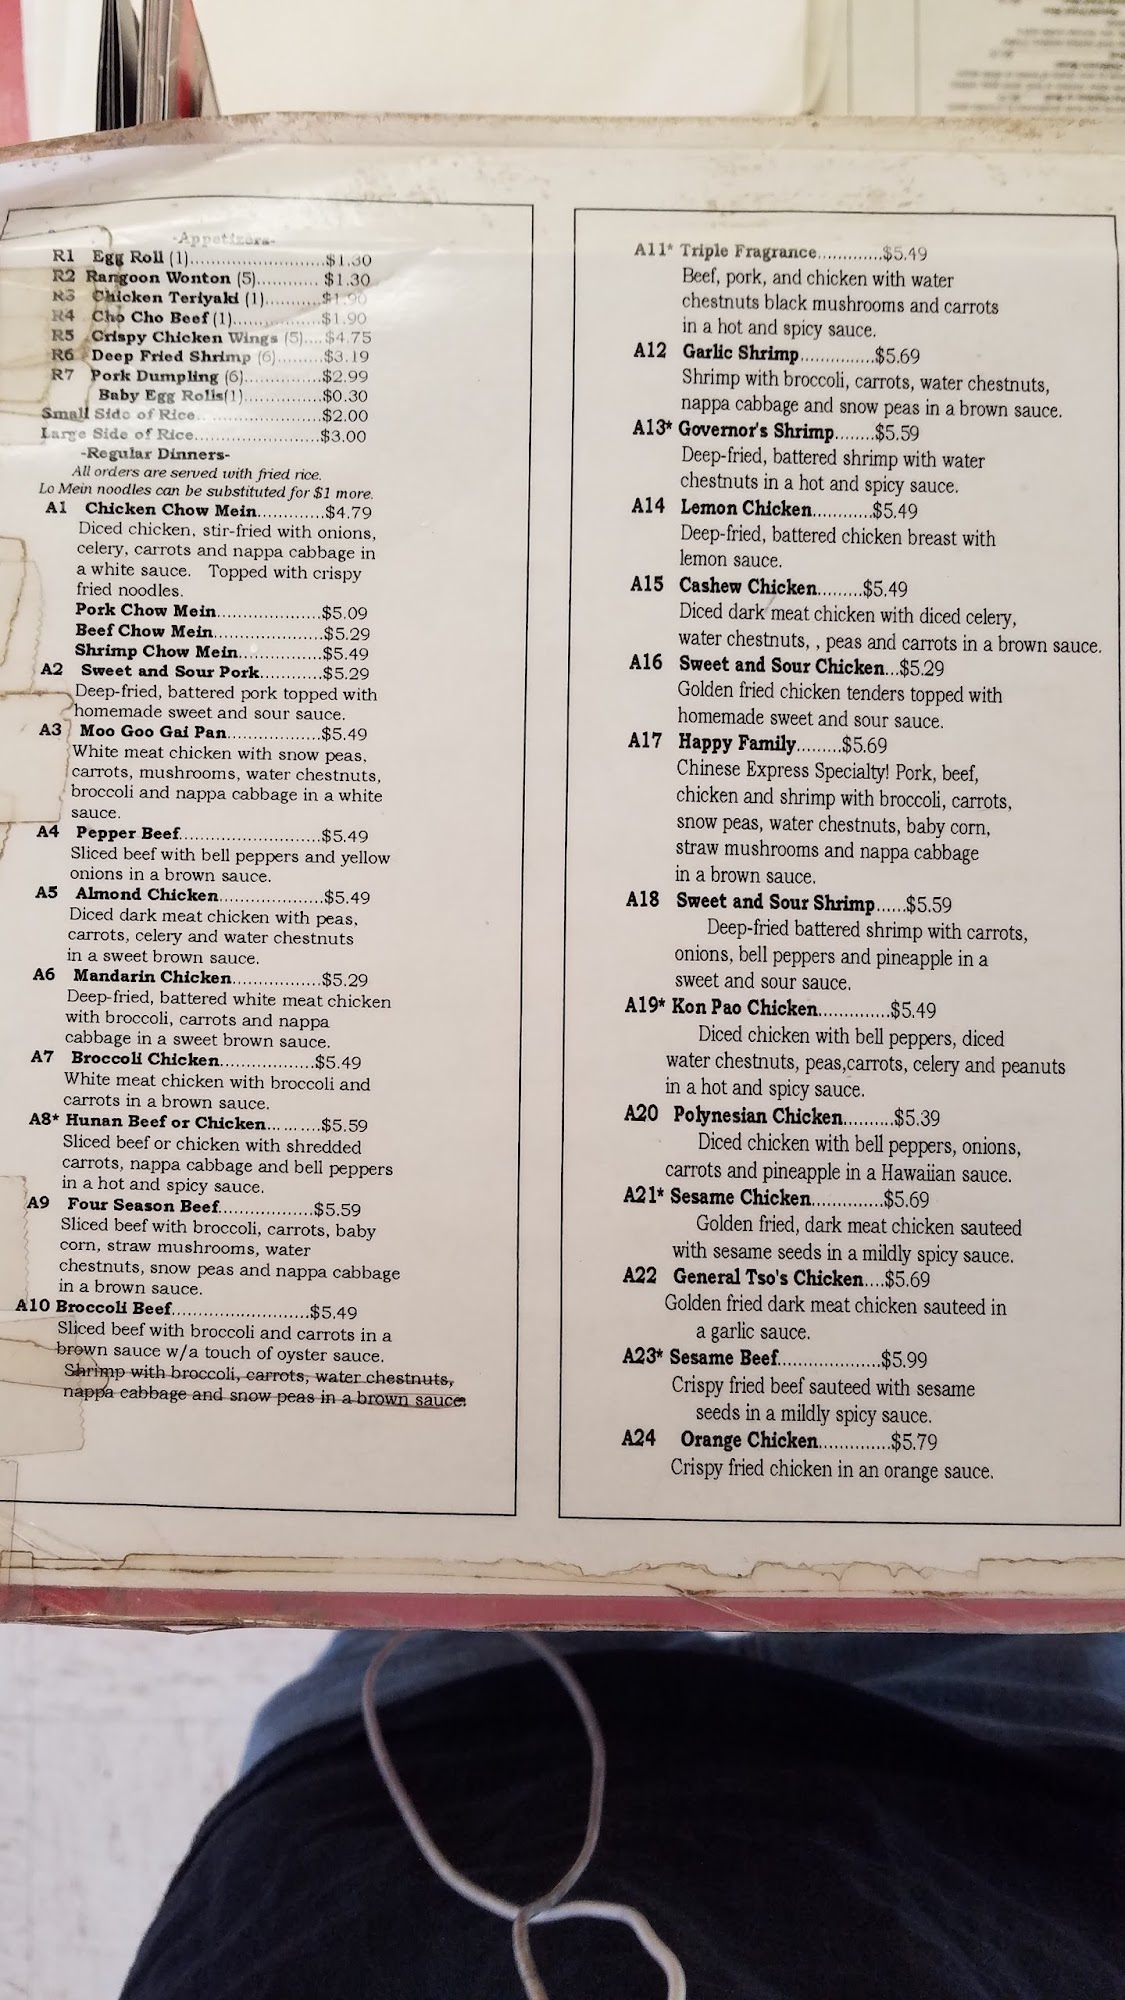 -Appetizers-
R1 Egg Roll (1)............................$1.30
R2 Rangoon Wonton (5)............. $1.30
R3 Chicken Teriyaki (1)...........$1.90
R4 Cho Cho Beef (1)..................$1.90
R5 Crispy Chicken Wings (5)....$4.75
R6 Deep Fried Shrimp (6).........$3.19
R7 Pork Dumpling (6)................$2.99
Baby Egg Rolls(1)................$0.30
Small Side of Rice.........................$2.00
Large Side of Rice.........................$3.00
-Regular Dinners-
All orders are served with fried rice.
Lo Mein noodles can be substituted for $1 more.
A1 Chicken Chow Mein.............$4.79
Diced chicken, stir-fried with onions,
celery, carrots and nappa cabbage in
a white sauce. Topped with crispy
fried noodles.
Pork Chow Mein.....................$5.09
Beef Chow Mein......................$5.29
Shrimp Chow Mein.................$5.49
A2 Sweet and Sour Pork............$5.29
Deep-fried, battered pork topped with
homemade sweet and sour sauce.
A3 Moo Goo Gai Pan...................$5.49
White meat chicken with snow peas,
carrots, mushrooms, water chestnuts,
broccoli and nappa cabbage in a white
sauce.
A4 Pepper Beef............................$5.49
Sliced beef with bell peppers and yellow
onions in a brown sauce.
A5 Almond Chicken.....................$5.49
Diced dark meat chicken with peas,
carrots, celery and water chestnuts
in a sweet brown sauce.
A6 Mandarin Chicken..................$5.29
Deep-fried, battered white meat chicken
with broccoli, carrots and nappa
cabbage in a sweet brown sauce.
A7 Broccoli Chicken...................$5.49
White meat chicken with broccoli and
carrots in a brown sauce.
A8* Hunan Beef or Chicken..........$5.59
Sliced beef or chicken with shredded
carrots, nappa cabbage and bell peppers
in a hot and spicy sauce.
A9 Four Season Beef...................$5.59
Sliced beef with broccoli, carrots, baby
corn, straw mushrooms, water
chestnuts, snow peas and nappa cabbage
in a brown sauce.
A10 Broccoli Beef............................$5.49
Sliced beef with broccoli and carrots in a
brown sauce w/a touch of oyster sauce.
Shrimp with broccoli, carrots, water chestnuts,
nappa cabbage and snow peas in a brown sauce.
A11* Triple Fragrance.............$5.49
Beef, pork, and chicken with water
chestnuts black mushrooms and carrots
in a hot and spicy sauce.
A12 Garlic Shrimp...............$5.69
Shrimp with broccoli, carrots, water chestnuts,
nappa cabbage and snow peas in a brown sauce.
A13* Governor's Shrimp........$5.59
Deep-fried, battered shrimp with water
chestnuts in a hot and spicy sauce.
A14 Lemon Chicken............$5.49
Deep-fried, battered chicken breast with
lemon sauce.
A15 Cashew Chicken.........$5.49
Diced dark meat chicken with diced celery,
water chestnuts, , peas and carrots in a brown sauce.
A16 Sweet and Sour Chicken...$5.29
Golden fried chicken tenders topped with
homemade sweet and sour sauce.
A17 Happy Family.........$5.69
Chinese Express Specialty! Pork, beef,
chicken and shrimp with broccoli, carrots,
snow peas, water chestnuts, baby corn,
straw mushrooms and nappa cabbage
in a brown sauce.
A18 Sweet and Sour Shrimp......$5.59
Deep-fried battered shrimp with carrots,
onions, bell peppers and pineapple in a
sweet and sour sauce.
A19* Kon Pao Chicken..............$5.49
Diced chicken with bell peppers, diced
water chestnuts, peas,carrots, celery and peanuts
in a hot and spicy sauce.
A20 Polynesian Chicken..........$5.39
Diced chicken with bell peppers, onions,
carrots and pineapple in a Hawaiian sauce.
A21* Sesame Chicken..............$5.69
Golden fried, dark meat chicken sauteed
with sesame seeds in a mildly spicy sauce.
A22 General Tso's Chicken....$5.69
Golden fried dark meat chicken sauteed in
a garlic sauce.
A23* Sesame Beef.....................$5.99
Crispy fried beef sauteed with sesame
seeds in a mildly spicy sauce.
A24 Orange Chicken..............$5.79
Crispy fried chicken in an orange sauce.